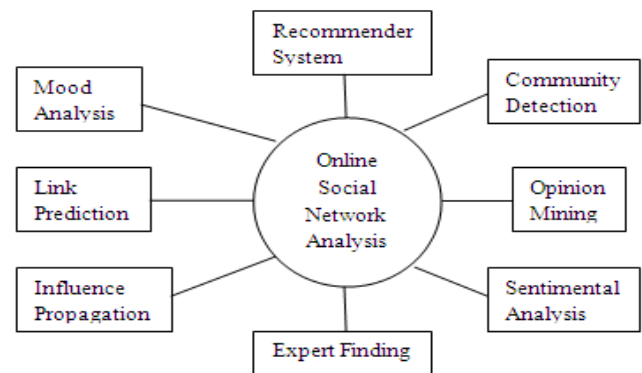 Recommender
System
Mood
Analysis
Community
Detection
Online
Social
Network
Analysis
Link
Prediction
Opinion
Mining
Influence
Propagation
Sentimental
Analysis
Expert Finding